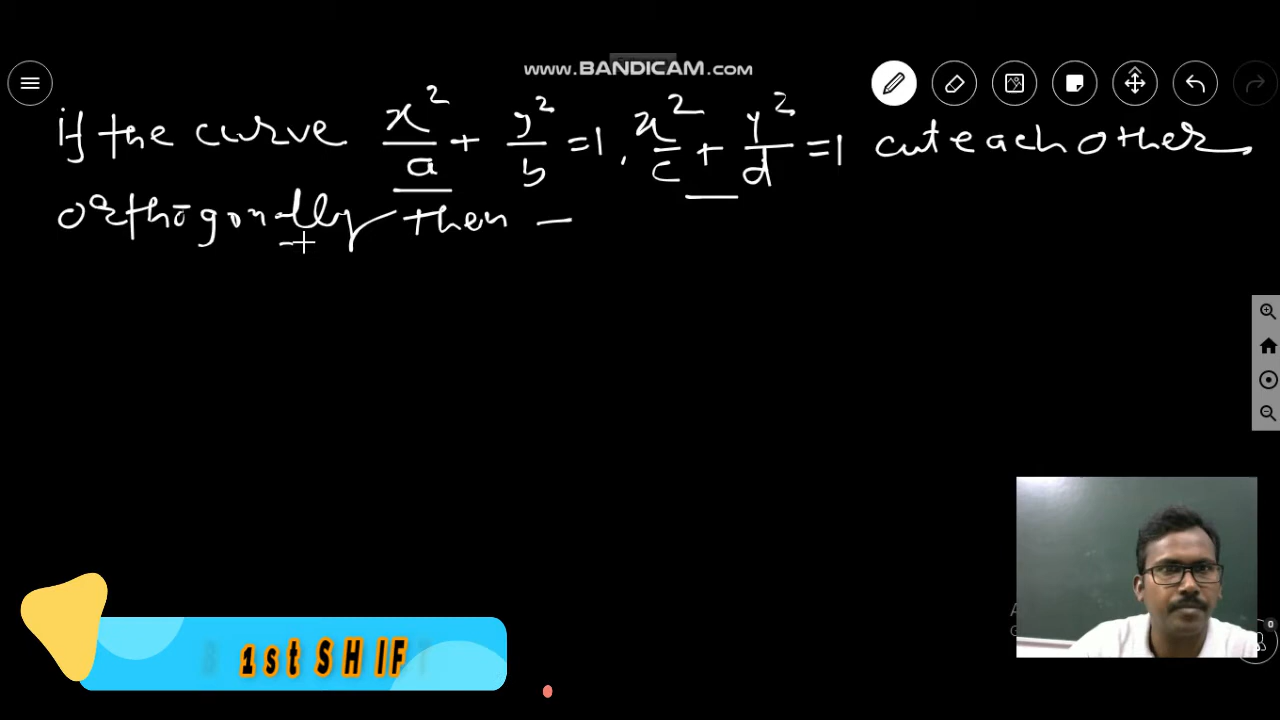 www.BANDICAM.com
If the curve x²/a + y²/b =1, x²/c + y²/d =1 cut each other
orthogonally then —
1st SHIF
0